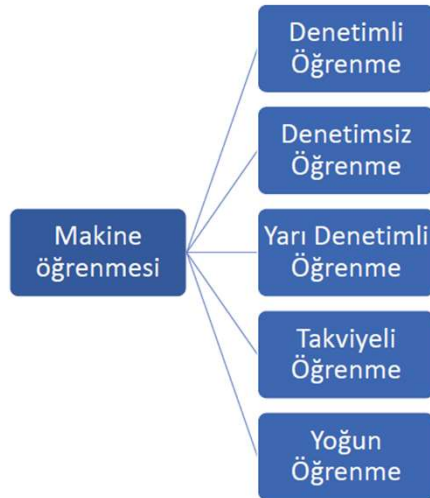 Makine
öğrenmesi
Denetimli
Öğrenme
Denetimsiz
Öğrenme
Yarı Denetimli
Öğrenme
Takviyeli
Öğrenme
Yoğun
Öğrenme